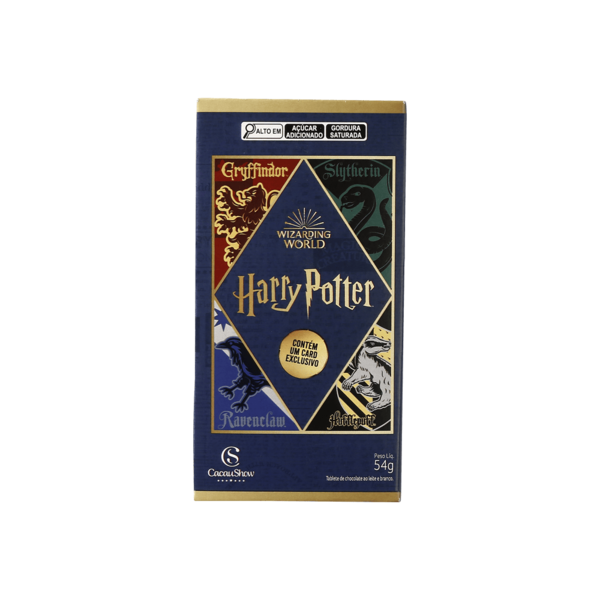 ALTO EM
AÇÚCAR
ADICIONADO
GORDURA
SATURADA
Gryffindor
Slytherin
WIZARDING
WORLD
Harry Potter
CONTÉM
UM CARD
EXCLUSIVO
Ravenclaw
Hufflepuff
CS
CacauShow
Peso Líq.
54g
Tablete de chocolate ao leite e branco.